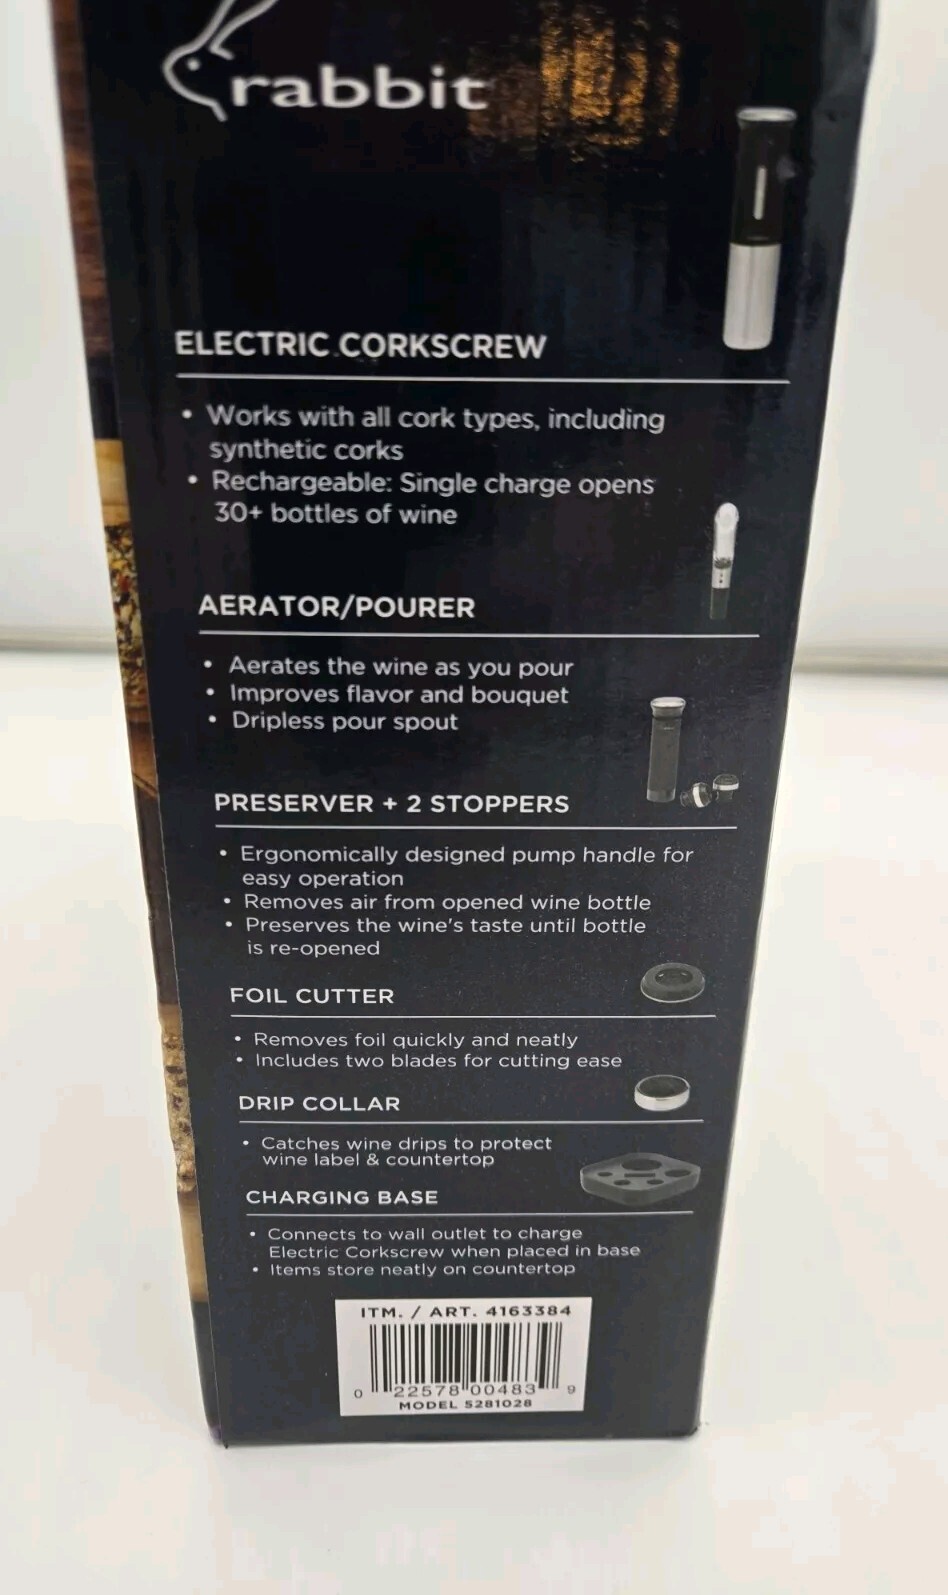 rabbit
ELECTRIC CORKSCREW
• Works with all cork types, including
synthetic corks
• Rechargeable: Single charge opens
30+ bottles of wine
AERATOR/POURER
• Aerates the wine as you pour
• Improves flavor and bouquet
• Dripless pour spout
PRESERVER + 2 STOPPERS
• Ergonomically designed pump handle for
easy operation
• Removes air from opened wine bottle
• Preserves the wine's taste until bottle
is re-opened
FOIL CUTTER
• Removes foil quickly and neatly
• Includes two blades for cutting ease
DRIP COLLAR
• Catches wine drips to protect
wine label & countertop
CHARGING BASE
• Connects to wall outlet to charge
Electric Corkscrew when placed in base
• Items store neatly on countertop
ITM. / ART. 4163384
0 22578 00483 9
MODEL 5281028